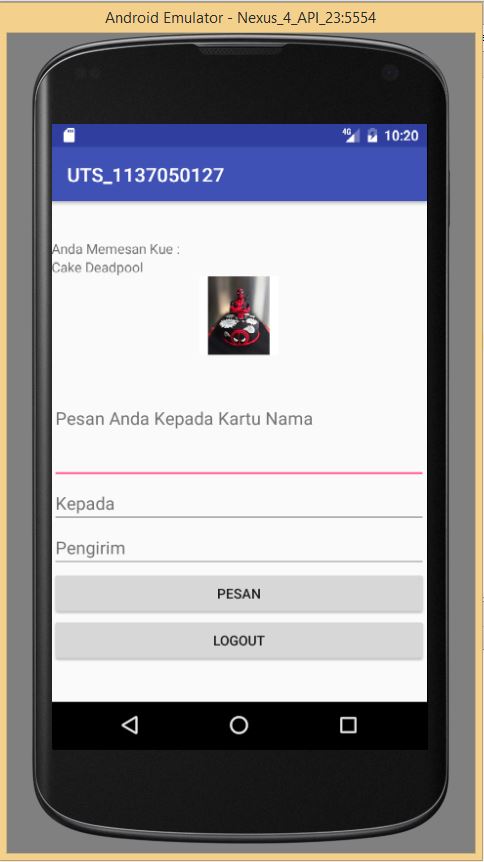 Android Emulator - Nexus_4_API_23:5554
4G 10:20
UTS_1137050127
Anda Memesan Kue :
Cake Deadpool
Pesan Anda Kepada Kartu Nama
Kepada
Pengirim
PESAN
LOGOUT